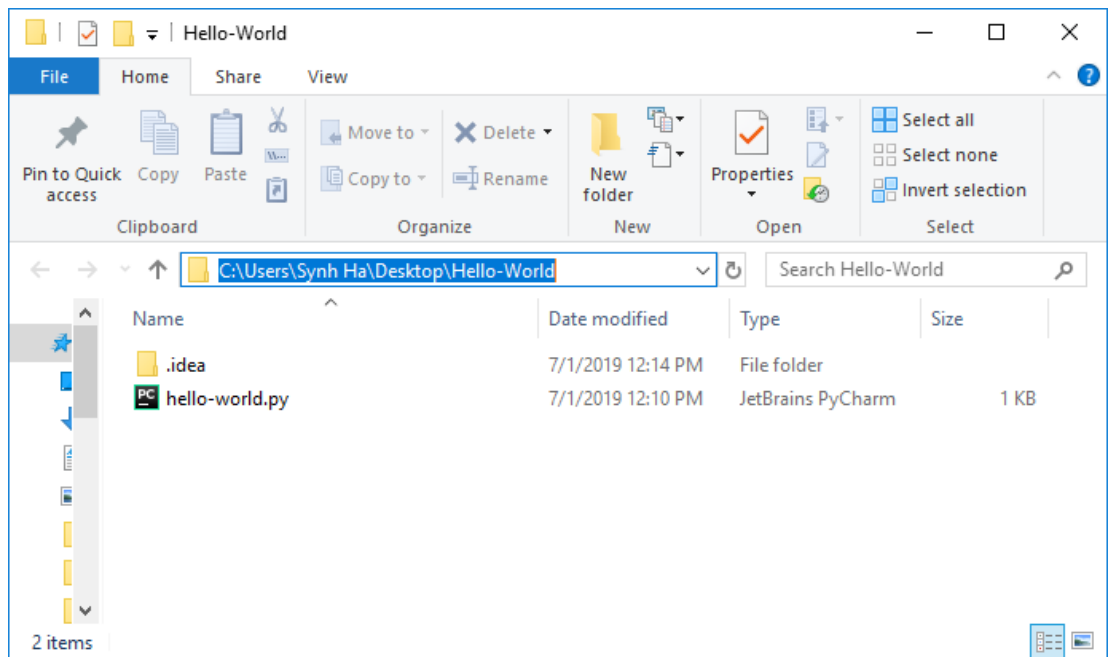 Hello-World
File Home Share View
Pin to Quick access
Copy
Paste
Clipboard
Move to
Copy to
Delete
Rename
Organize
New folder
New
Properties
Open
Select all
Select none
Invert selection
Select
C:\Users\Synh Ha\Desktop\Hello-World
Search Hello-World
Name Date modified Type Size
.idea 7/1/2019 12:14 PM File folder
hello-world.py 7/1/2019 12:10 PM JetBrains PyCharm 1 KB
2 items